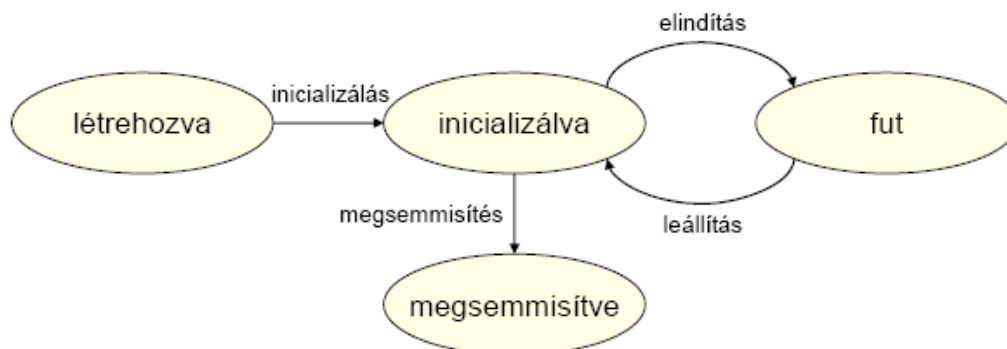 elindítás
inicializálás
létrehozva
inicializálva
fut
megsemmisítés
leállítás
megsemmisítve